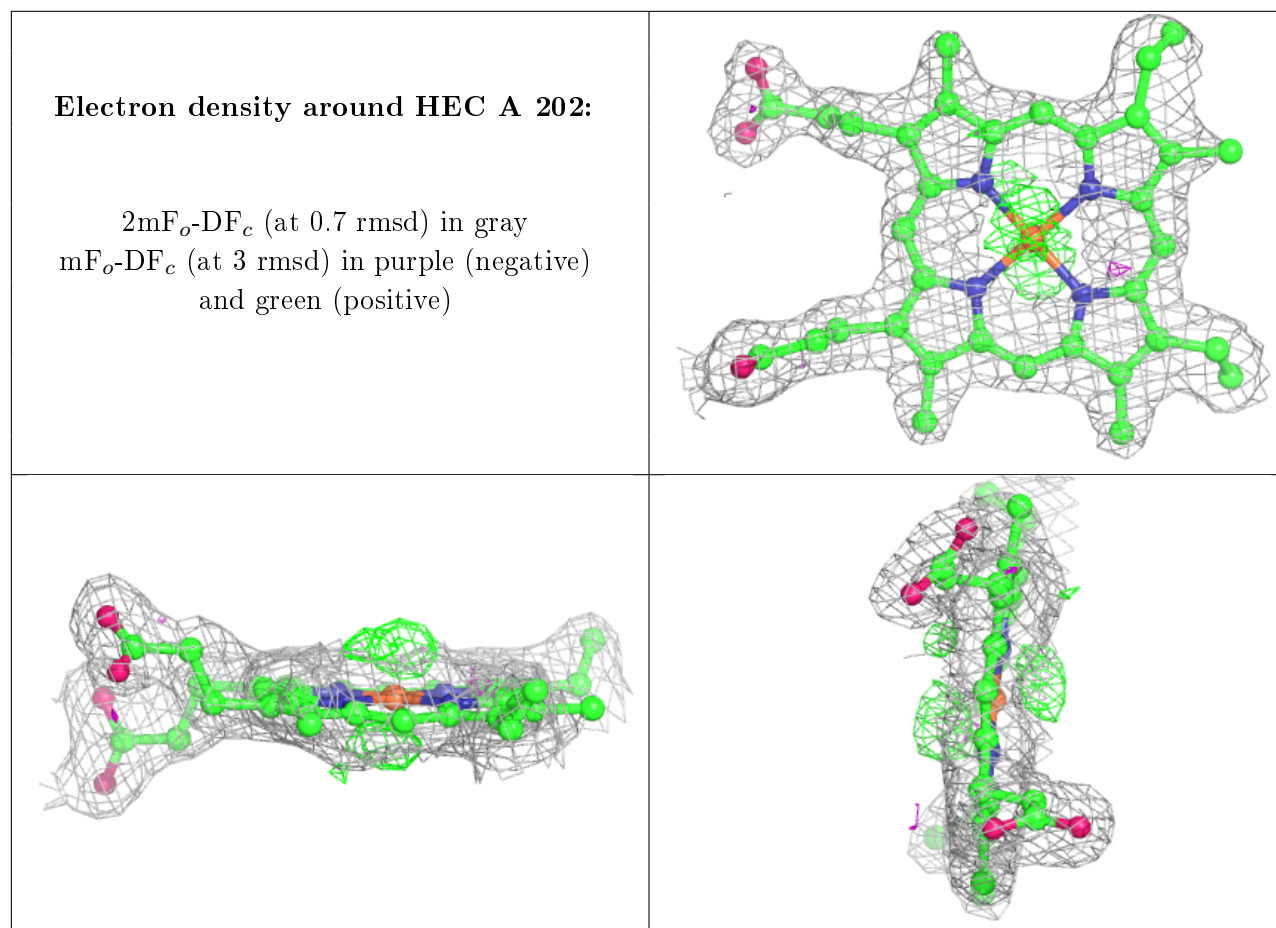 Electron density around HEC A 202:
2mFo-DFc (at 0.7 rmsd) in gray
mFo-DFc (at 3 rmsd) in purple (negative)
and green (positive)